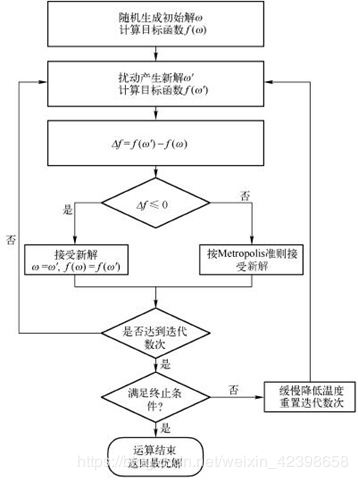 随机生成初始解ω
计算目标函数f(ω)
扰动产生新解ω′
计算目标函数f(ω′)
Δf=f(ω′)−f(ω)
Δf≤0
是
否
接受新解
ω=ω′, f(ω)=f(ω′)
按Metropolis准则接
受新解
否
是否达到迭代
数次
是
满足终止条
件?
否
缓慢降低温度
重置迭代数次
是
运算结束
返回最优解
https://blog.csdn.net/weixin_42398658